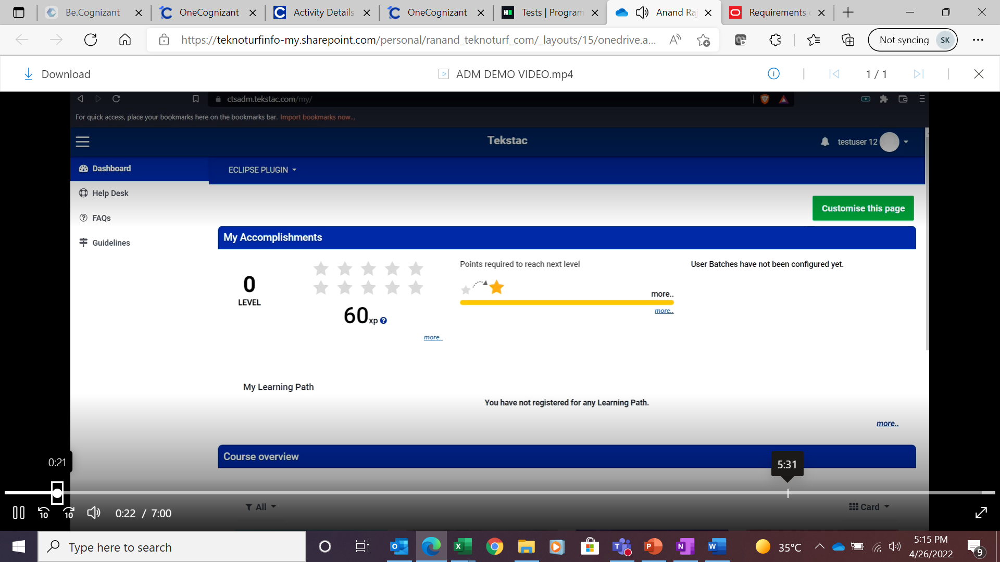 Be.Cognizant
OneCognizant
Activity Details
OneCognizant
Tests | Program
Anand Raj
Requirements
https://teknoturfinfo-my.sharepoint.com/personal/ranand_teknoturf_com/_layouts/15/onedrive.a...
Not syncing
SK
Download
ADM DEMO VIDEO.mp4
1 / 1
ctsadm.tekstac.com/my/
For quick access, place your bookmarks here on the bookmarks bar. Import bookmarks now...
Tekstac
testuser 12
Dashboard
ECLIPSE PLUGIN
Help Desk
FAQs
Guidelines
Customise this page
My Accomplishments
0
LEVEL
60xp
more..
Points required to reach next level
more..
more..
User Batches have not been configured yet.
My Learning Path
You have not registered for any Learning Path.
more..
Course overview
0:21
5:31
All
Card
10
10
0:22 / 7:00
Type here to search
35°C
5:15 PM
4/26/2022
9